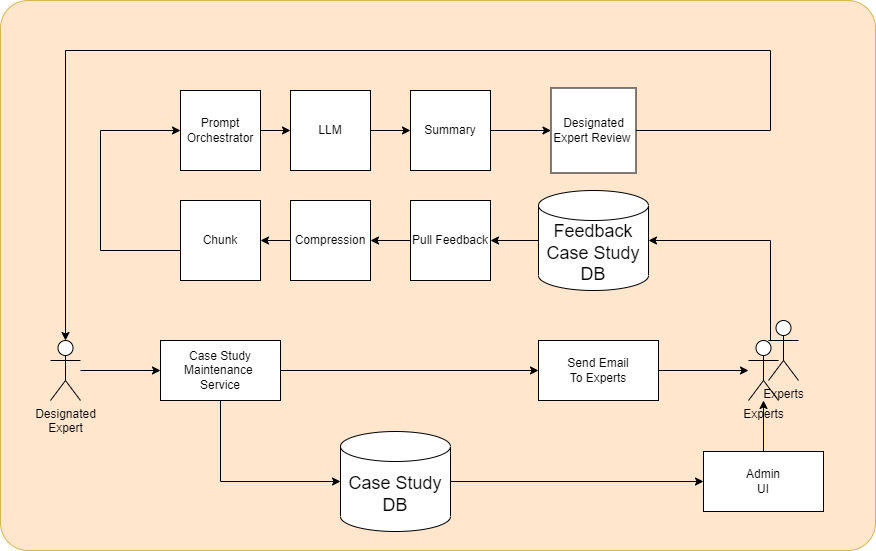 Prompt
Orchestrator
LLM
Summary
Designated
Expert Review
Chunk
Compression
Pull Feedback
Feedback
Case Study
DB
Designated
Expert
Case Study
Maintenance
Service
Send Email
To Experts
Experts
Experts
Case Study
DB
Admin
UI